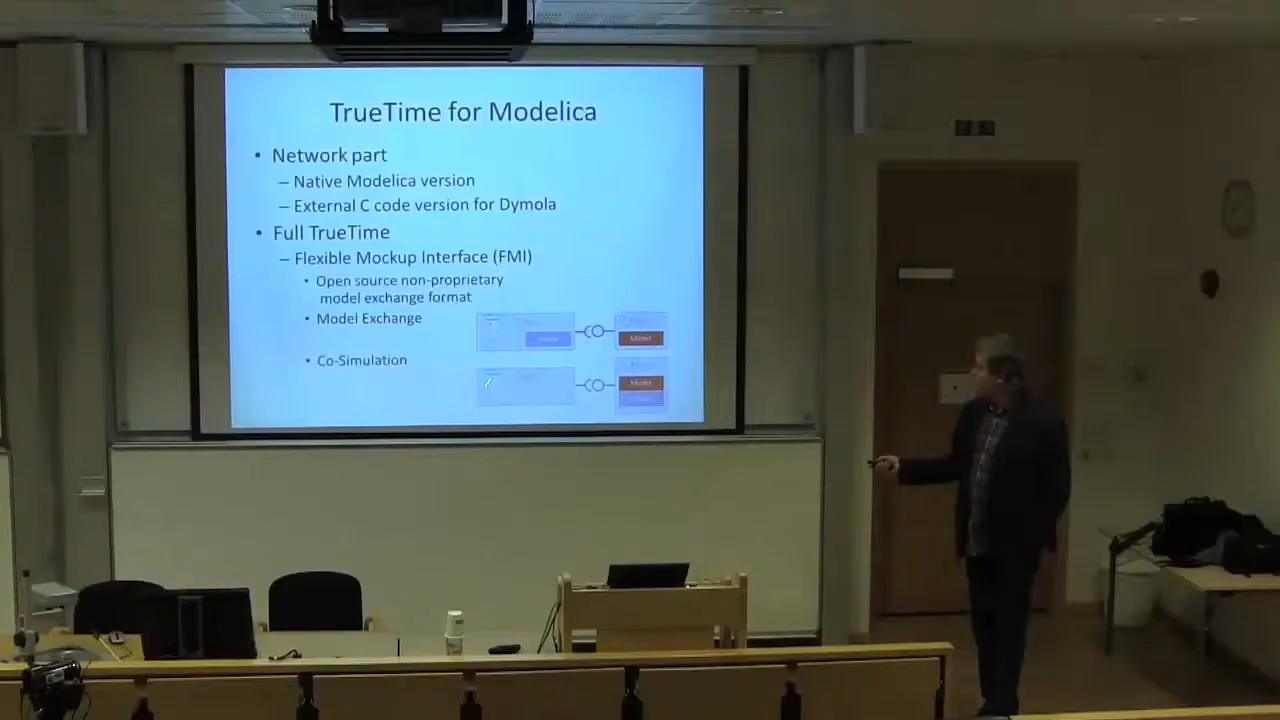 TrueTime for Modelica
• Network part
– Native Modelica version
– External C code version for Dymola
• Full TrueTime
– Flexible Mockup Interface (FMI)
• Open source non-proprietary
model exchange format
• Model Exchange
Model
• Co-Simulation
Model